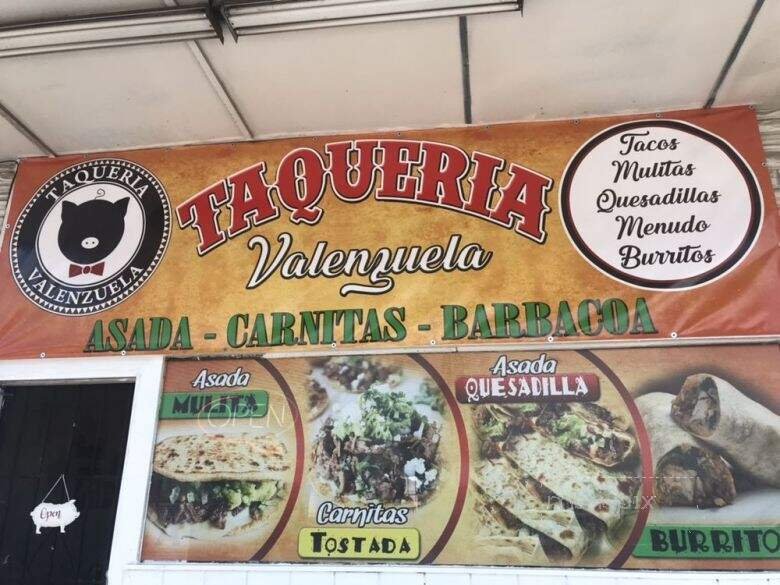 TAQUERIA
VALENZUELA
TAQUERIA
Valenzuela
Tacos
Mulitas
Quesadillas
Menudo
Burritos
ASADA - CARNITAS - BARBACOA
Asada
MULITA
OPEN
Carnitas
TOSTADA
Asada
QUESADILLA
BURRITO
Open